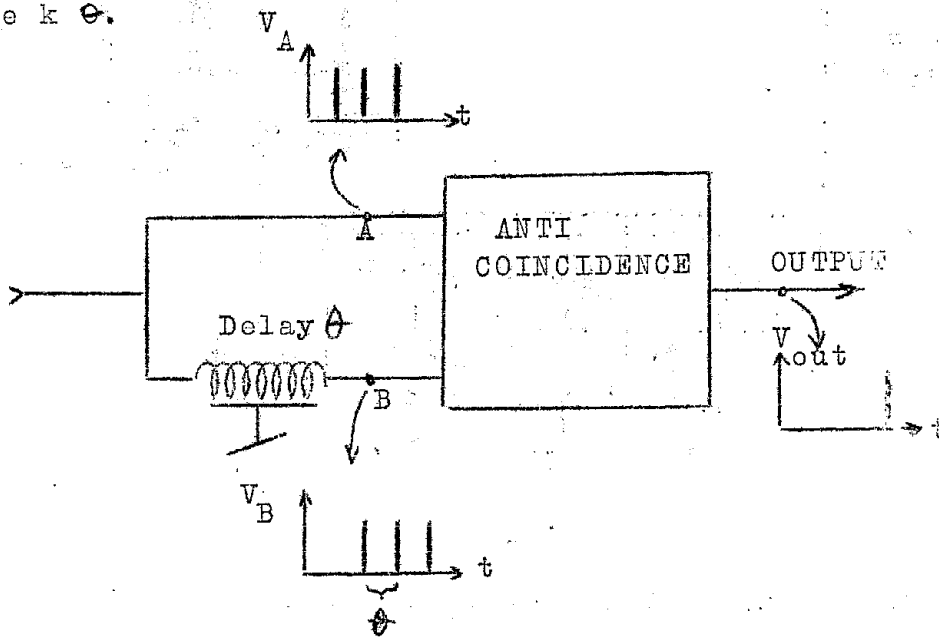 e k θ.
V_A
t
A
ANTI
COINCIDENCE
OUTPUT
Delay θ
B
V_out
t
V_B
t
θ